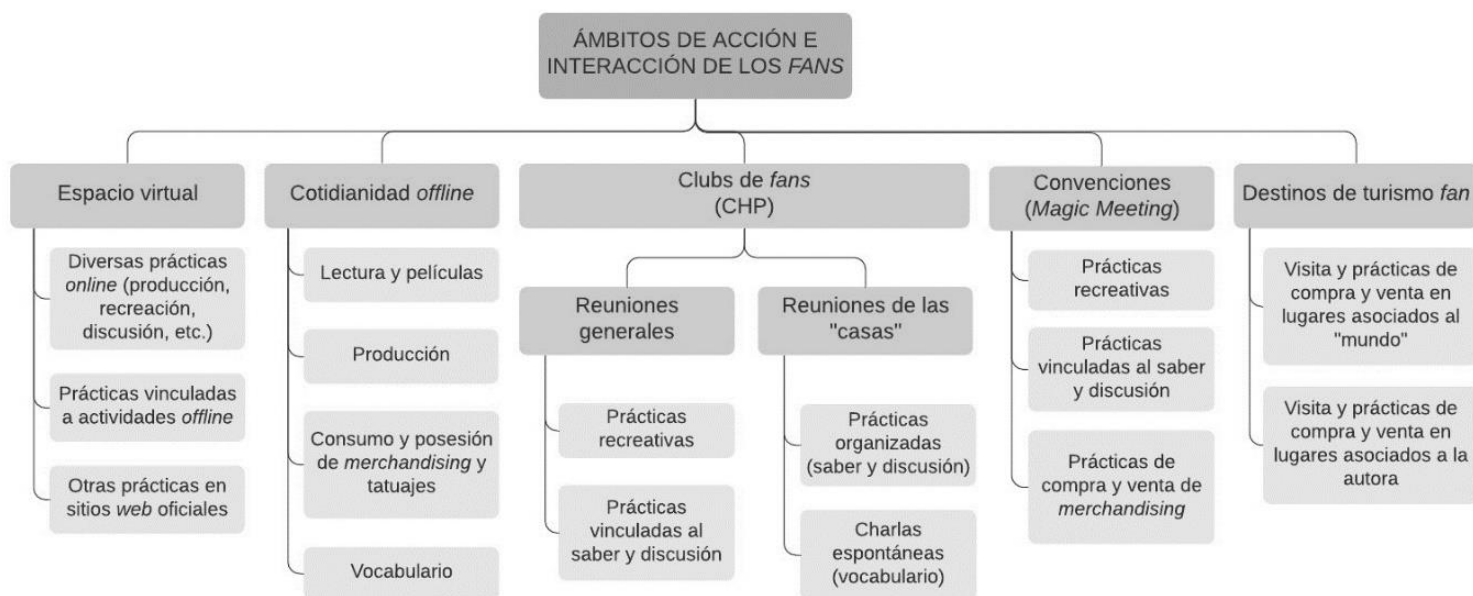 ÁMBITOS DE ACCIÓN E
INTERACCIÓN DE LOS FANS
Espacio virtual
Diversas prácticas
online (producción,
recreación,
discusión, etc.)
Prácticas vinculadas
a actividades offline
Otras prácticas en
sitios web oficiales
Cotidianidad offline
Lectura y películas
Producción
Consumo y posesión
de merchandising y
tatuajes
Vocabulario
Clubs de fans
(CHP)
Reuniones
generales
Prácticas
recreativas
Prácticas
vinculadas al
saber y discusión
Reuniones de las
"casas"
Prácticas
organizadas
(saber y discusión)
Charlas
espontáneas
(vocabulario)
Convenciones
(Magic Meeting)
Prácticas
recreativas
Prácticas
vinculadas al saber
y discusión
Prácticas de
compra y venta de
merchandising
Destinos de turismo fan
Visita y prácticas de
compra y venta en
lugares asociados al
"mundo"
Visita y prácticas de
compra y venta en
lugares asociados a la
autora